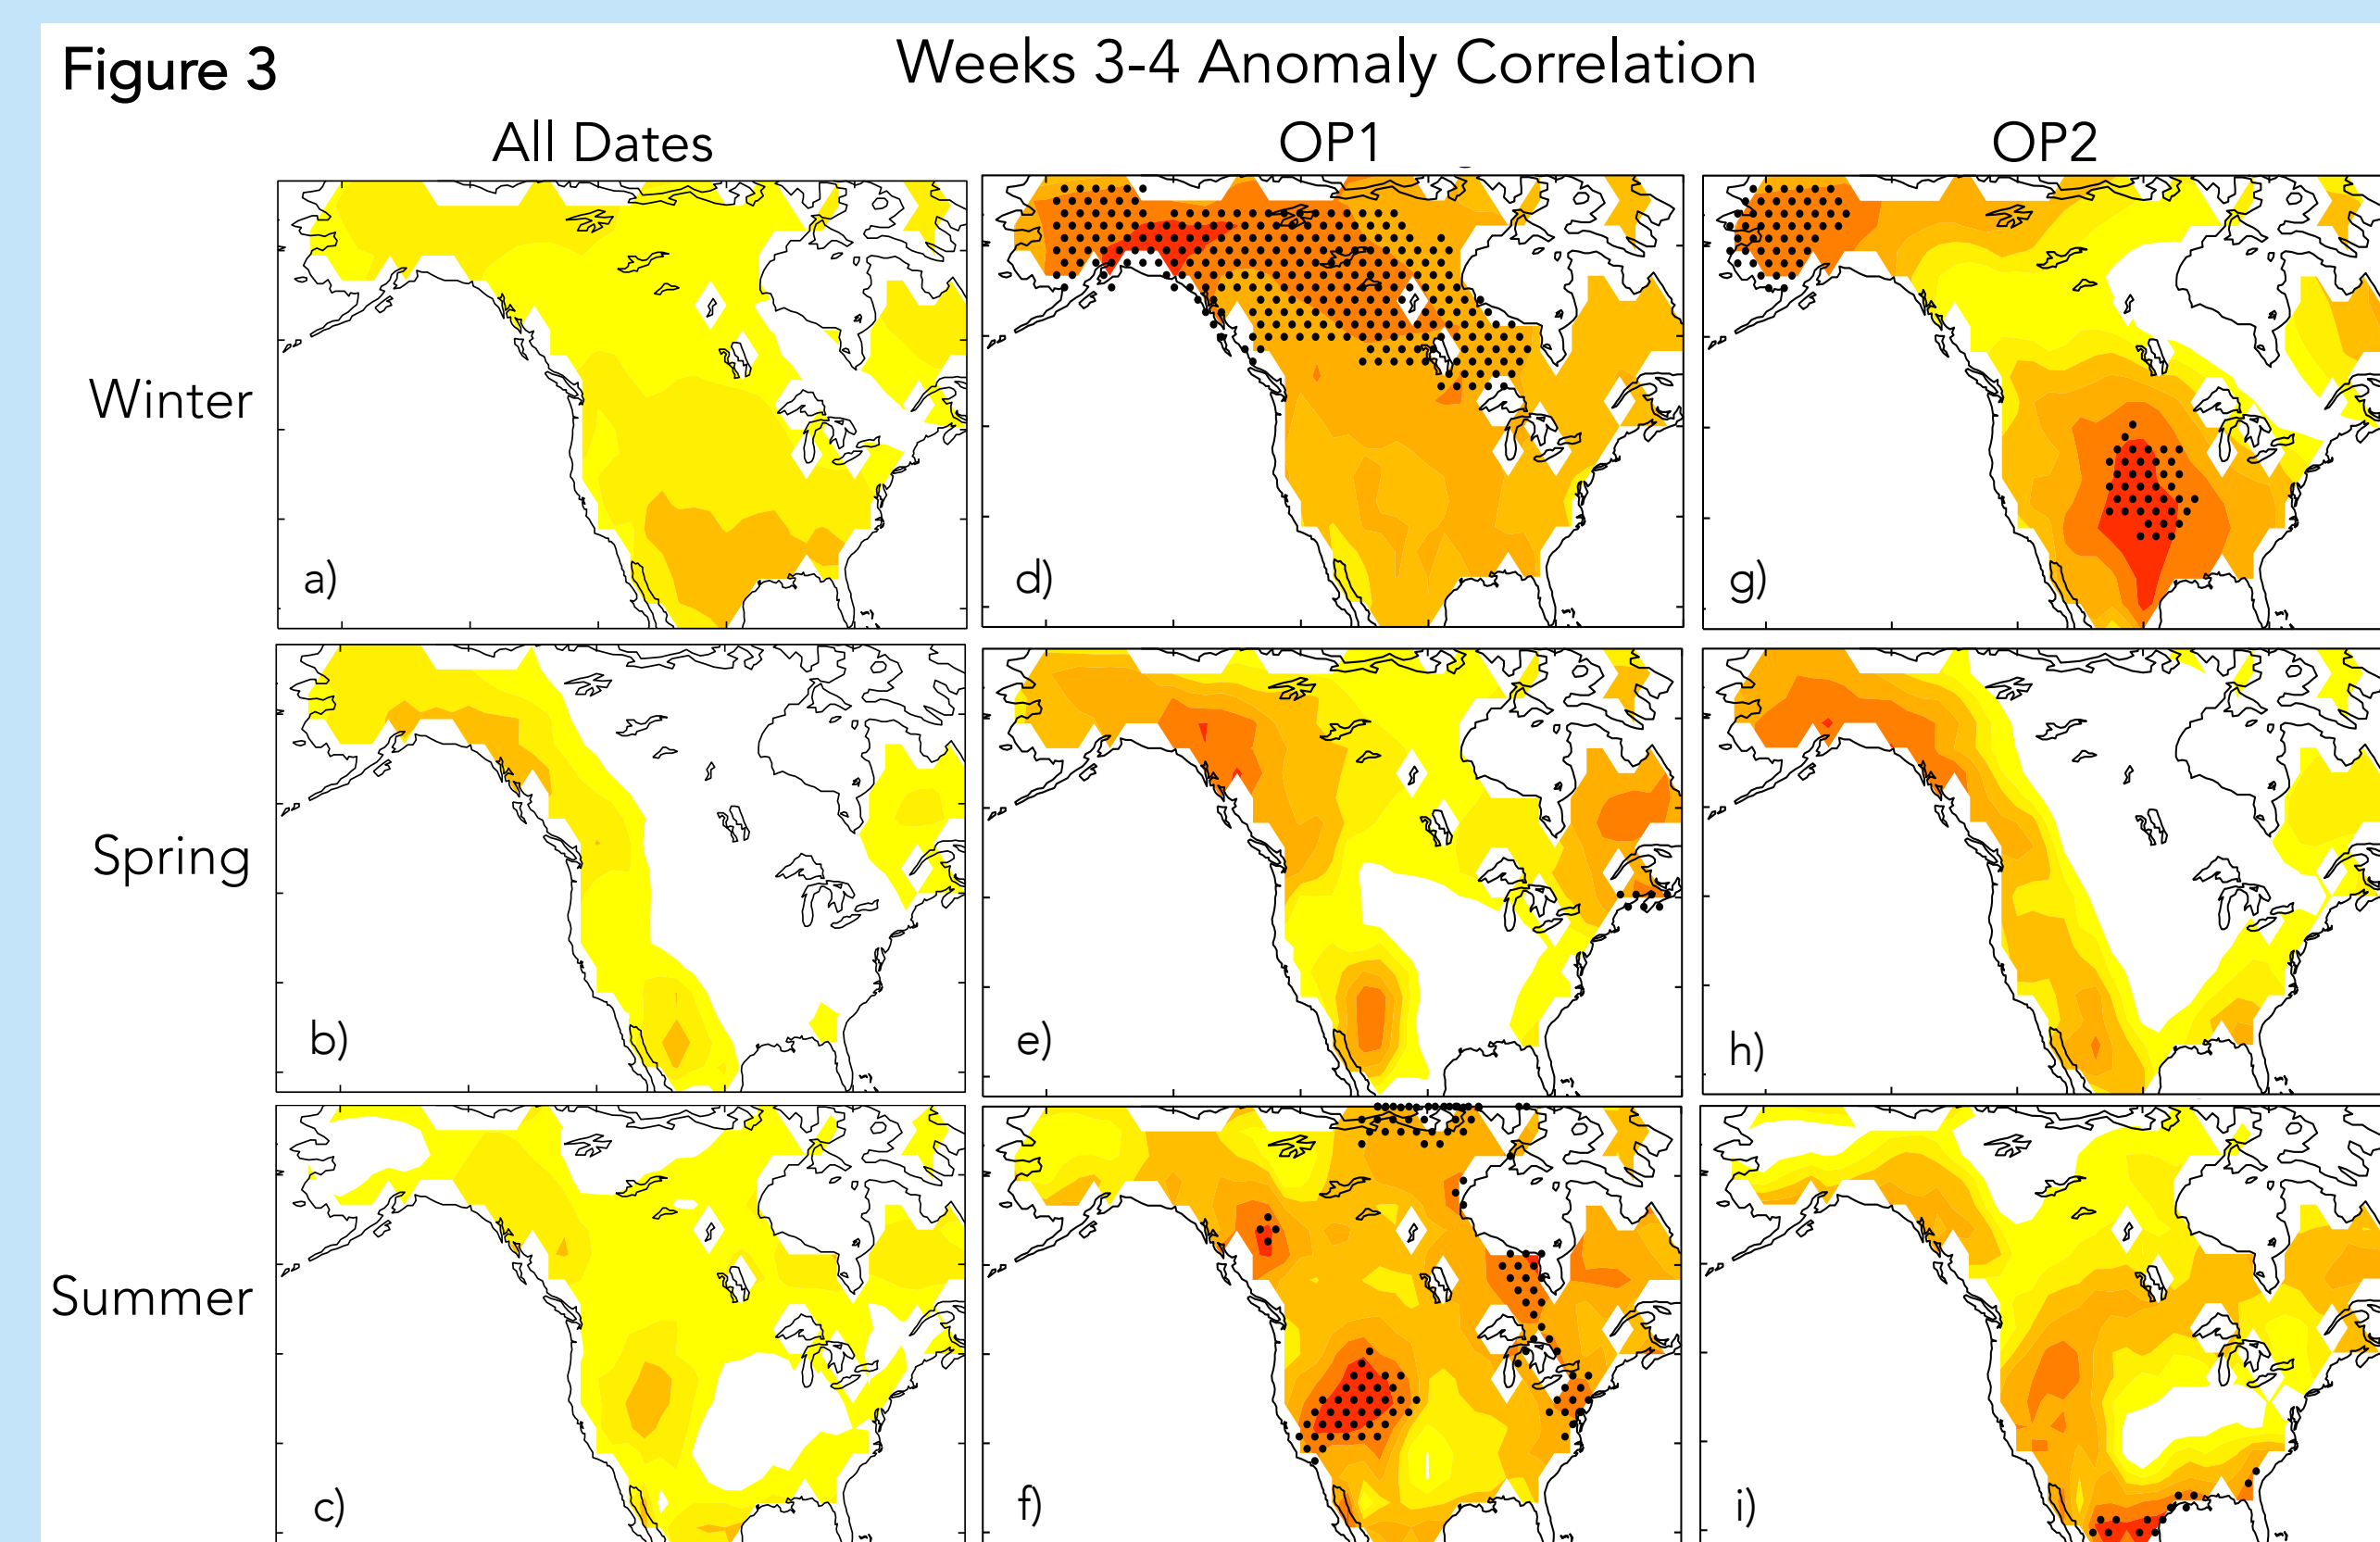 Figure 3
Weeks 3-4 Anomaly Correlation
All Dates
OP1
OP2
Winter
a)
d)
g)
Spring
b)
e)
h)
Summer
c)
f)
i)